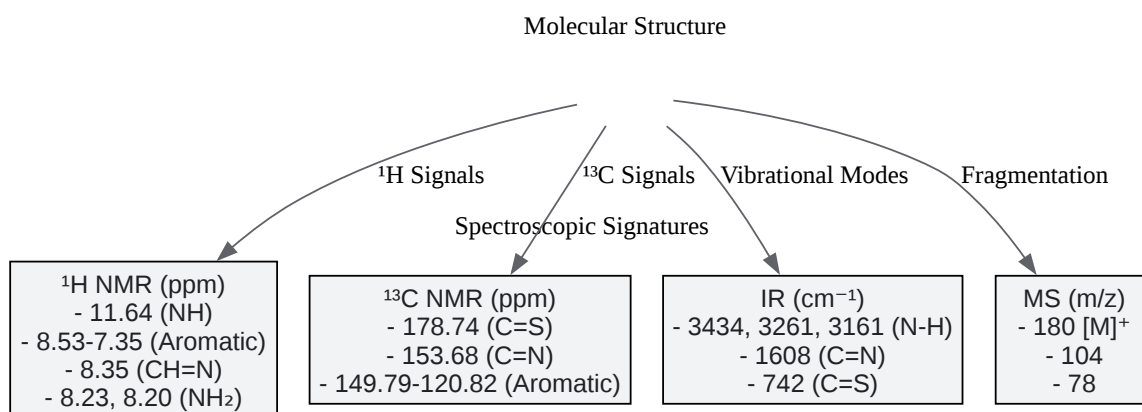 Molecular Structure
¹H Signals
¹³C Signals
Vibrational Modes
Fragmentation
Spectroscopic Signatures
¹H NMR (ppm)
- 11.64 (NH)
- 8.53-7.35 (Aromatic)
- 8.35 (CH=N)
- 8.23, 8.20 (NH₂)
¹³C NMR (ppm)
- 178.74 (C=S)
- 153.68 (C=N)
- 149.79-120.82 (Aromatic)
IR (cm⁻¹)
- 3434, 3261, 3161 (N-H)
- 1608 (C=N)
- 742 (C=S)
MS (m/z)
- 180 [M]⁺
- 104
- 78